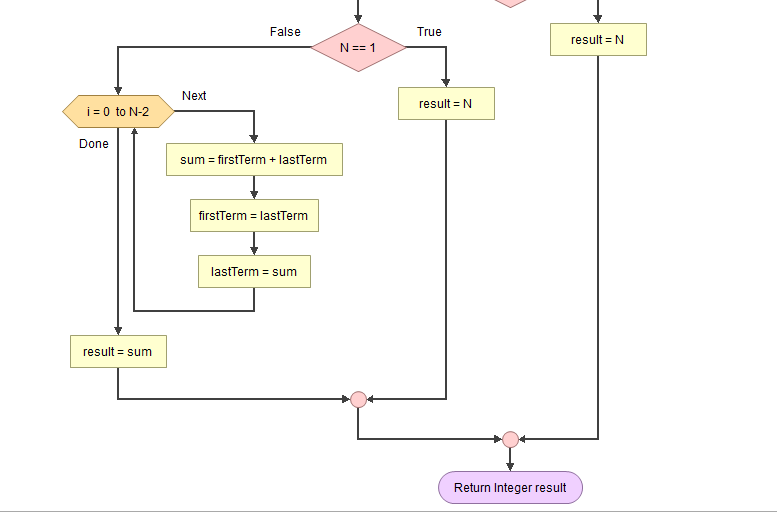 False
N == 1
True
result = N
i = 0  to N-2
Next
result = N
Done
sum = firstTerm + lastTerm
firstTerm = lastTerm
lastTerm = sum
result = sum
Return Integer result